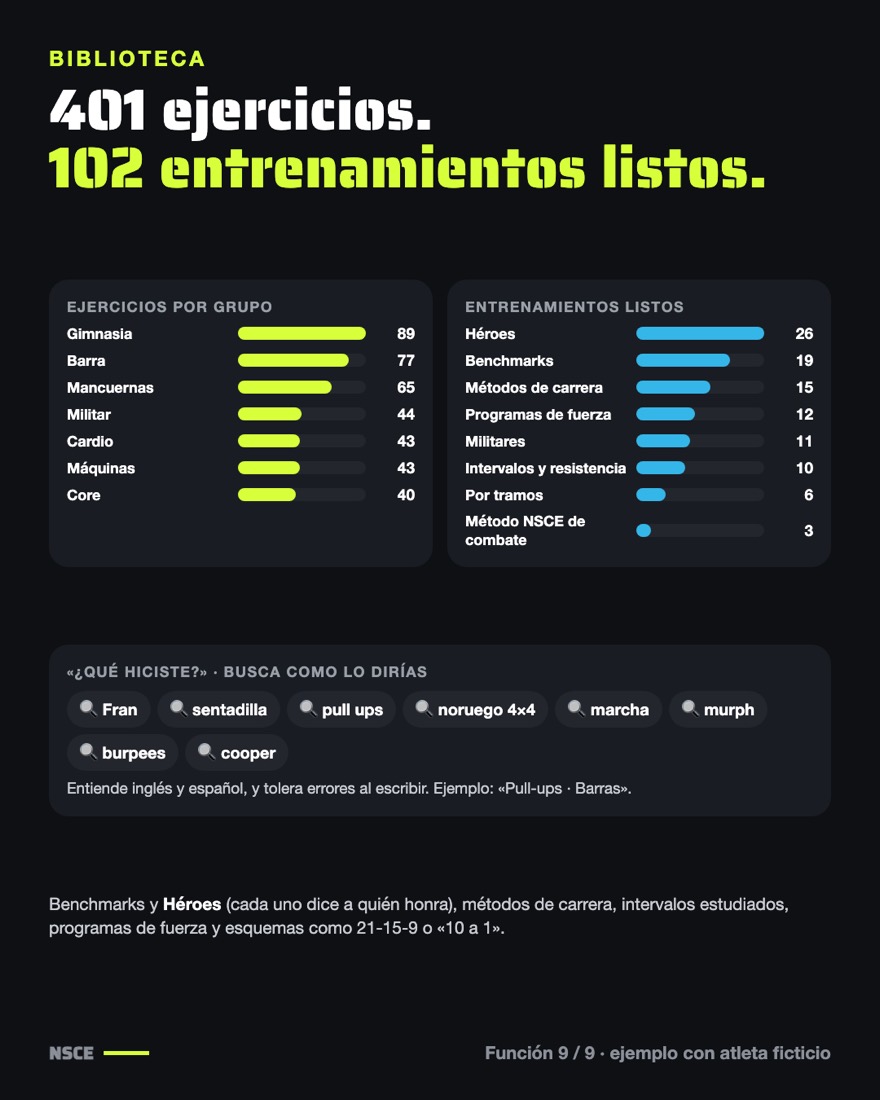 BIBLIOTECA
401 ejercicios.
102 entrenamientos listos.
EJERCICIOS POR GRUPO
Gimnasia 89
Barra 77
Mancuernas 65
Militar 44
Cardio 43
Máquinas 43
Core 40
ENTRENAMIENTOS LISTOS
Héroes 26
Benchmarks 19
Métodos de carrera 15
Programas de fuerza 12
Militares 11
Intervalos y resistencia 10
Por tramos 6
Método NSCE de
combate 3
«¿QUÉ HICISTE?» · BUSCA COMO LO DIRÍAS
Fran sentadilla pull ups noruego 4×4 marcha murph
burpees cooper
Entiende inglés y español, y tolera errores al escribir. Ejemplo: «Pull-ups · Barras».
Benchmarks y Héroes (cada uno dice a quién honra), métodos de carrera, intervalos estudiados,
programas de fuerza y esquemas como 21-15-9 o «10 a 1».
NSCE
Función 9 / 9 · ejemplo con atleta ficticio